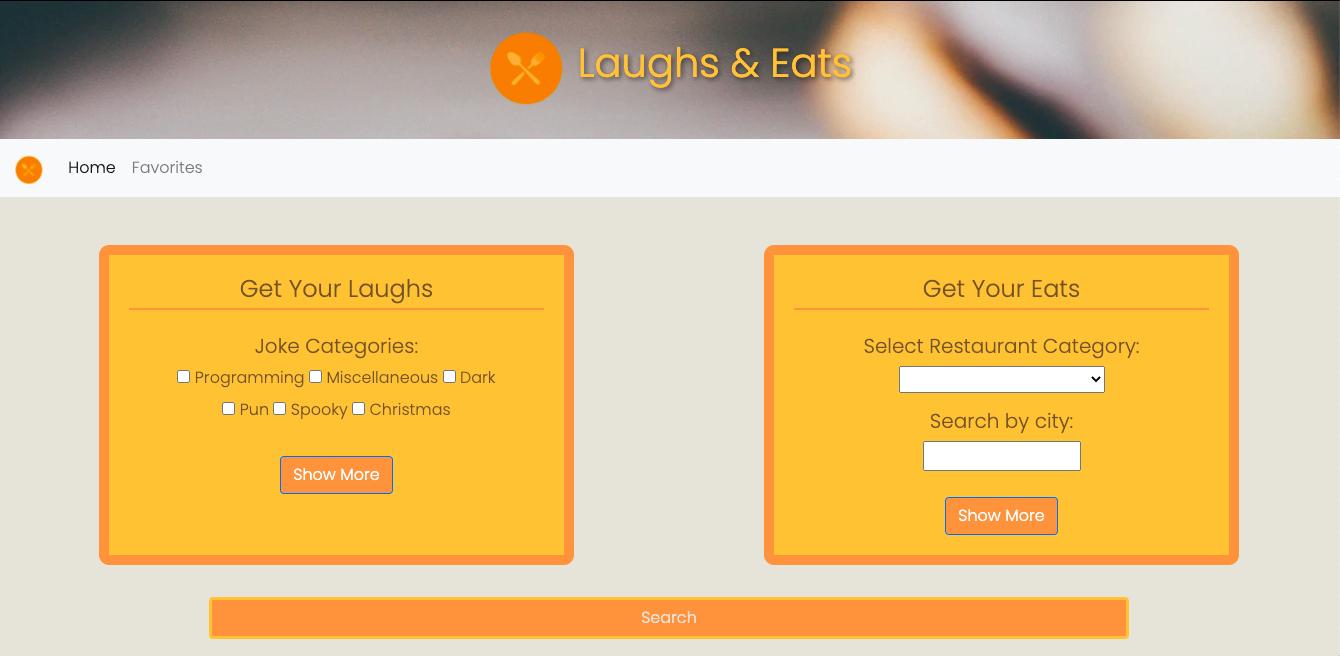 Laughs & Eats
Home Favorites
Get Your Laughs
Joke Categories:
Programming Miscellaneous Dark
Pun Spooky Christmas
Show More
Get Your Eats
Select Restaurant Category:
Search by city:
Show More
Search